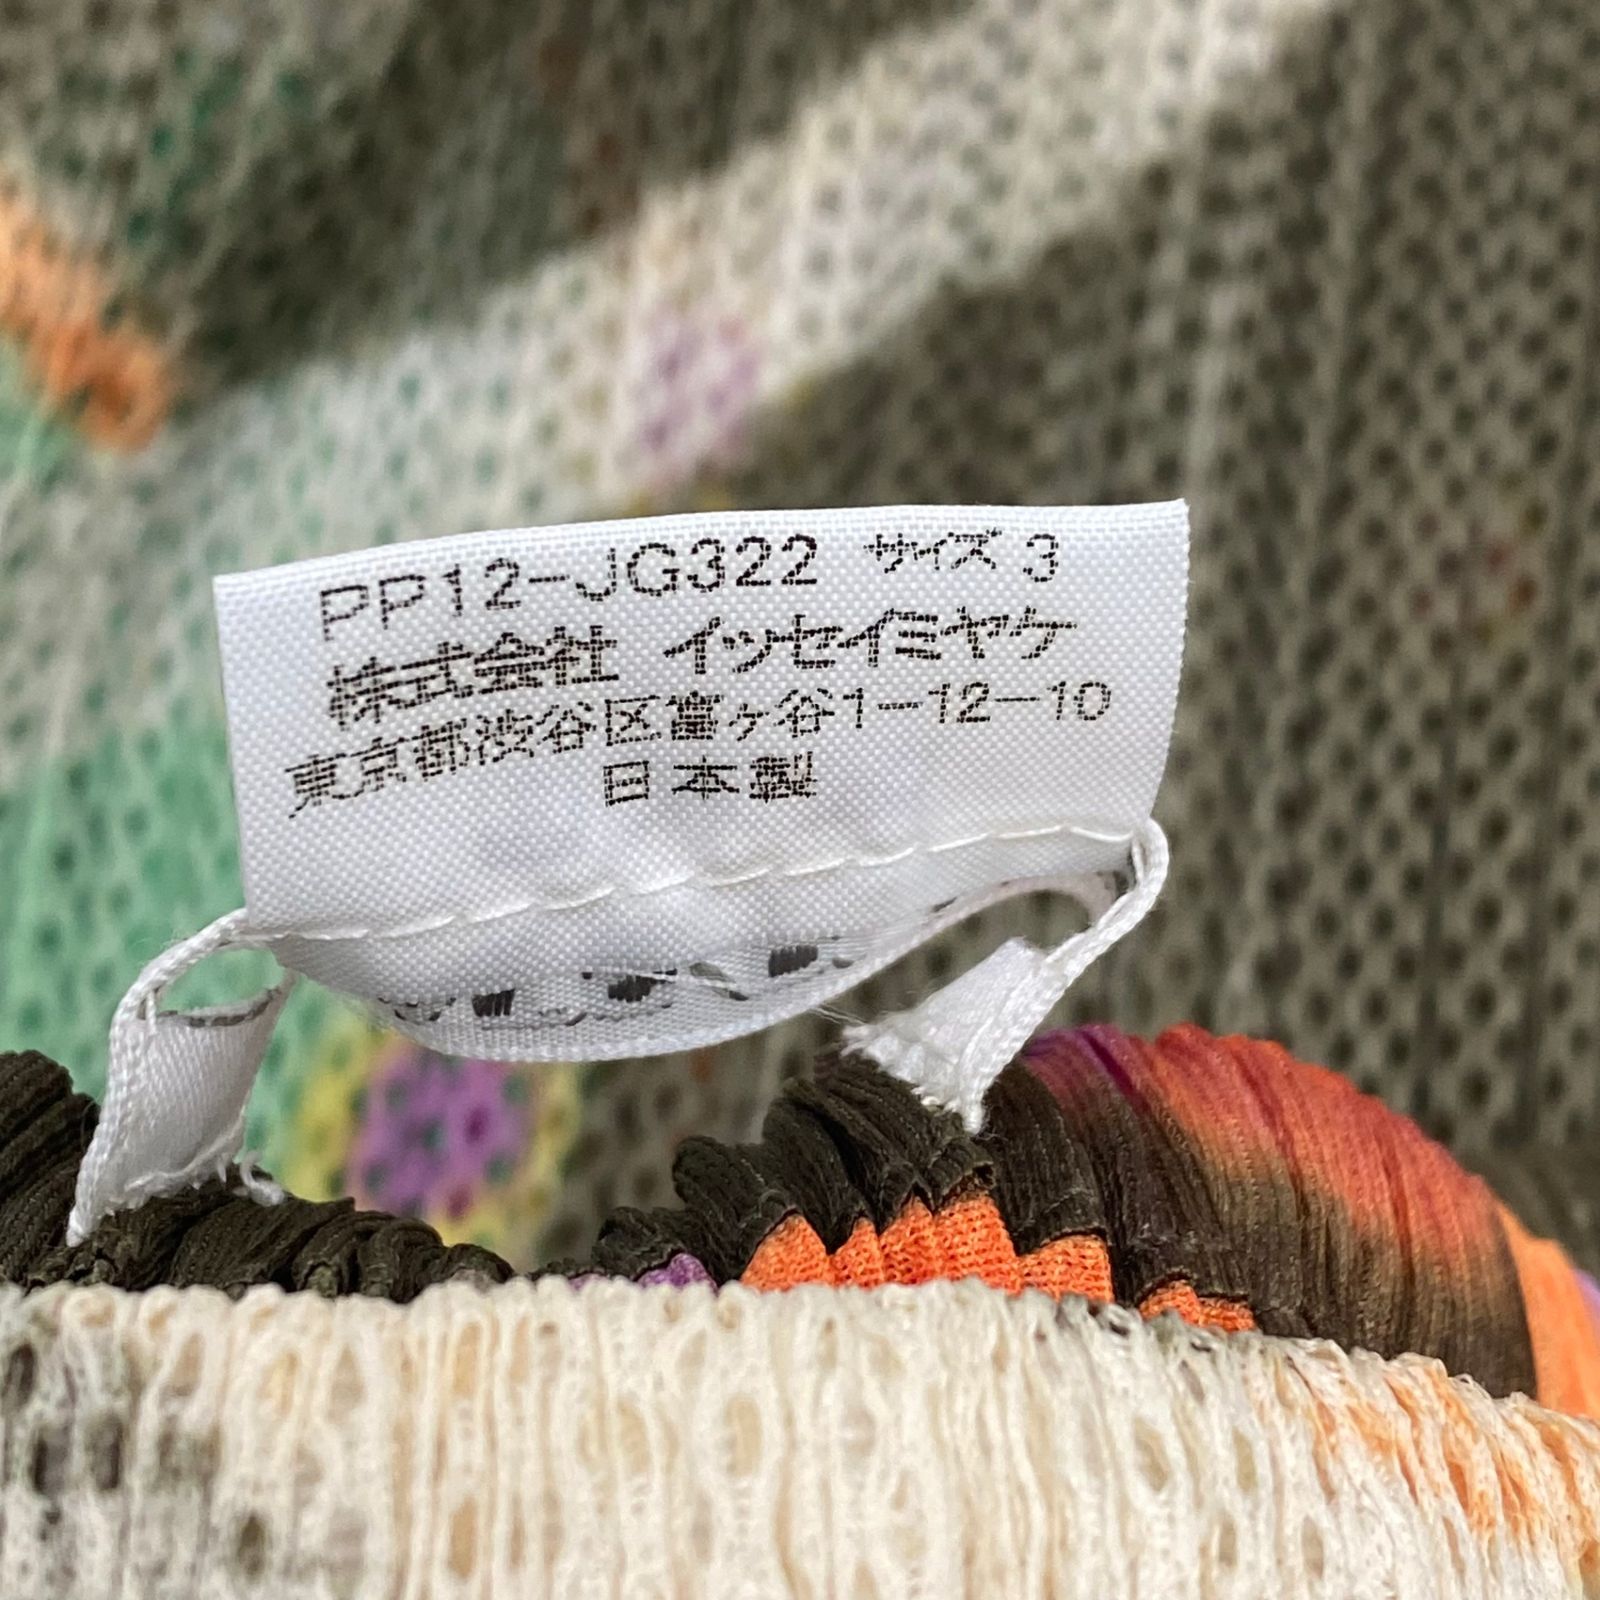 PP12-JG322 サイズ 3
株式会社 イッセイミヤケ
東京都渋谷区富ヶ谷1-12-10
日本製